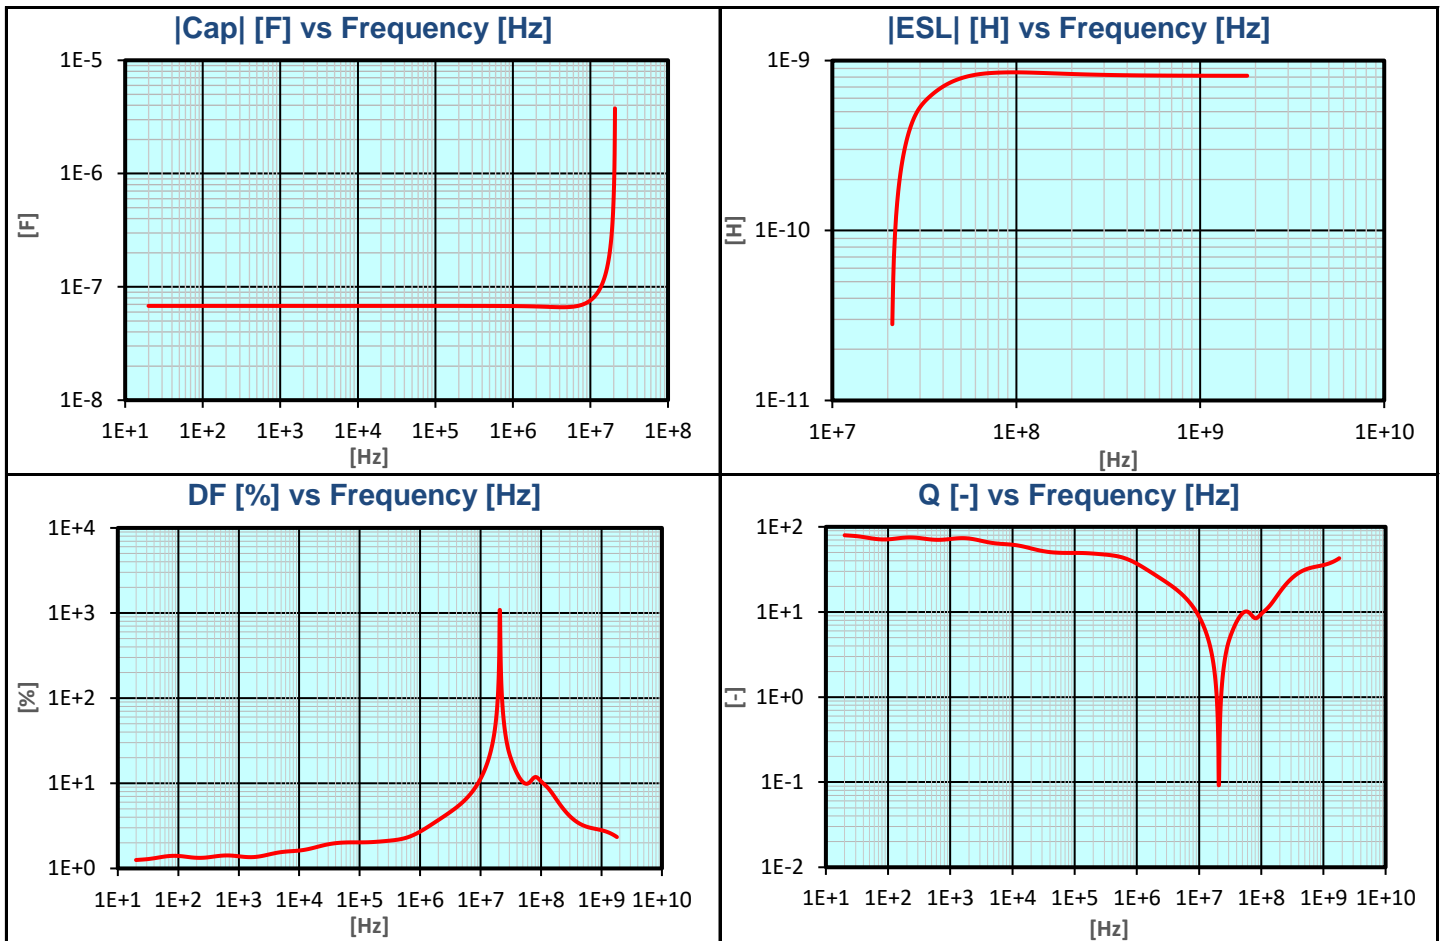 |Cap| [F] vs Frequency [Hz]
1E-5
1E-6
1E-7
1E-8
[F]
1E+1 1E+2 1E+3 1E+4 1E+5 1E+6 1E+7 1E+8
[Hz]
|ESL| [H] vs Frequency [Hz]
1E-9
1E-10
1E-11
[H]
1E+7 1E+8 1E+9 1E+10
[Hz]
DF [%] vs Frequency [Hz]
1E+4
1E+3
1E+2
1E+1
1E+0
[%]
1E+1 1E+2 1E+3 1E+4 1E+5 1E+6 1E+7 1E+8 1E+9 1E+10
[Hz]
Q [-] vs Frequency [Hz]
1E+2
1E+1
1E+0
1E-1
1E-2
[-]
1E+1 1E+2 1E+3 1E+4 1E+5 1E+6 1E+7 1E+8 1E+9 1E+10
[Hz]